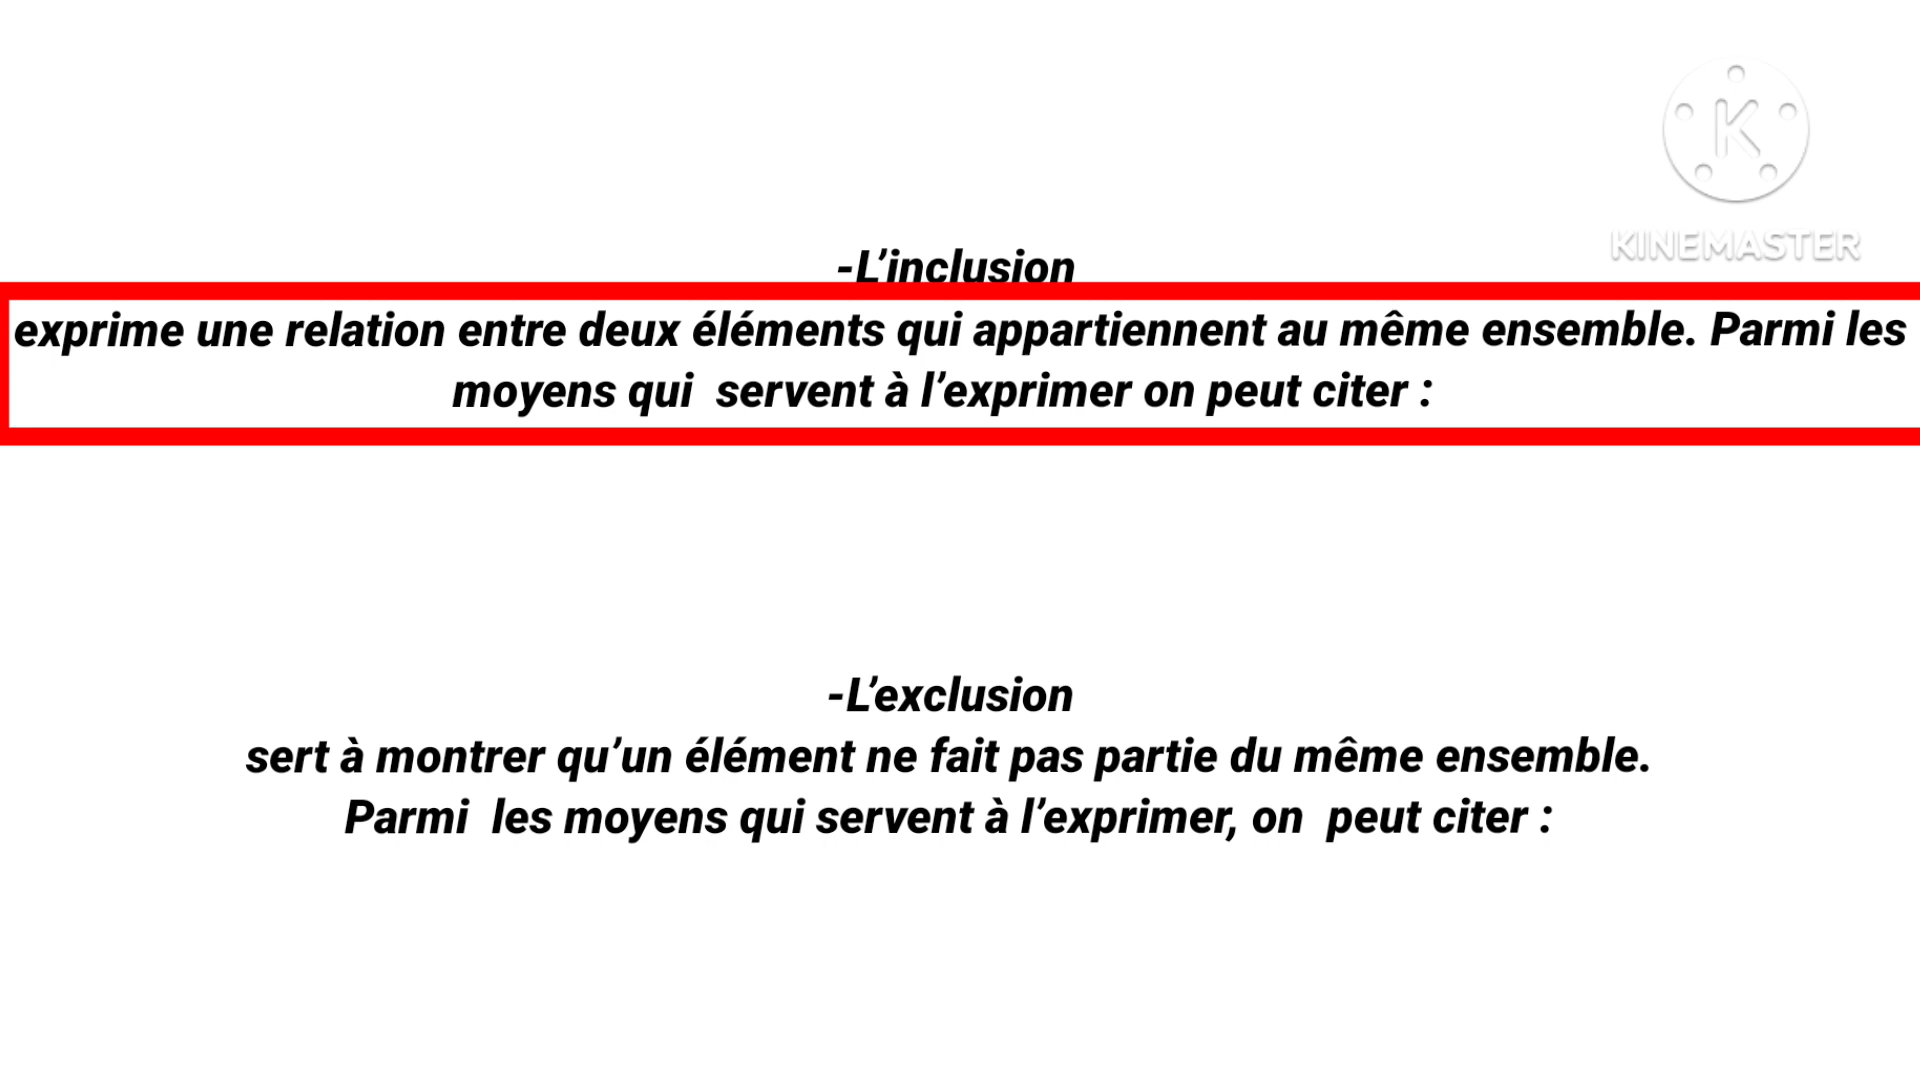 K
KINEMASTER
-L’inclusion
exprime une relation entre deux éléments qui appartiennent au même ensemble. Parmi les
moyens qui  servent à l’exprimer on peut citer :
-L’exclusion
sert à montrer qu’un élément ne fait pas partie du même ensemble.
Parmi  les moyens qui servent à l’exprimer, on  peut citer :